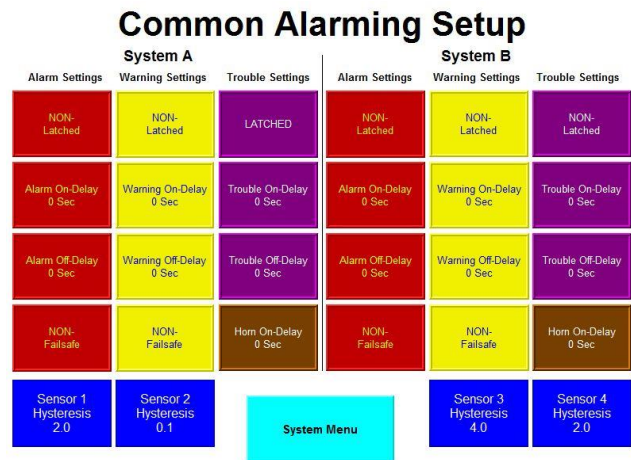 Common Alarming Setup
System A
System B
Alarm Settings Warning Settings Trouble Settings Alarm Settings Warning Settings Trouble Settings
NON-
Latched
NON-
Latched
LATCHED
NON-
Latched
NON-
Latched
NON-
Latched
Alarm On-Delay
0 Sec
Warning On-Delay
0 Sec
Trouble On-Delay
0 Sec
Alarm On-Delay
0 Sec
Warning On-Delay
0 Sec
Trouble On-Delay
0 Sec
Alarm Off-Delay
0 Sec
Warning Off-Delay
0 Sec
Trouble Off-Delay
0 Sec
Alarm Off-Delay
0 Sec
Warning Off-Delay
0 Sec
Trouble Off-Delay
0 Sec
NON-
Failsafe
NON-
Failsafe
Horn On-Delay
0 Sec
NON-
Failsafe
NON-
Failsafe
Horn On-Delay
0 Sec
Sensor 1
Hysteresis
2.0
Sensor 2
Hysteresis
0.1
System Menu
Sensor 3
Hysteresis
4.0
Sensor 4
Hysteresis
2.0